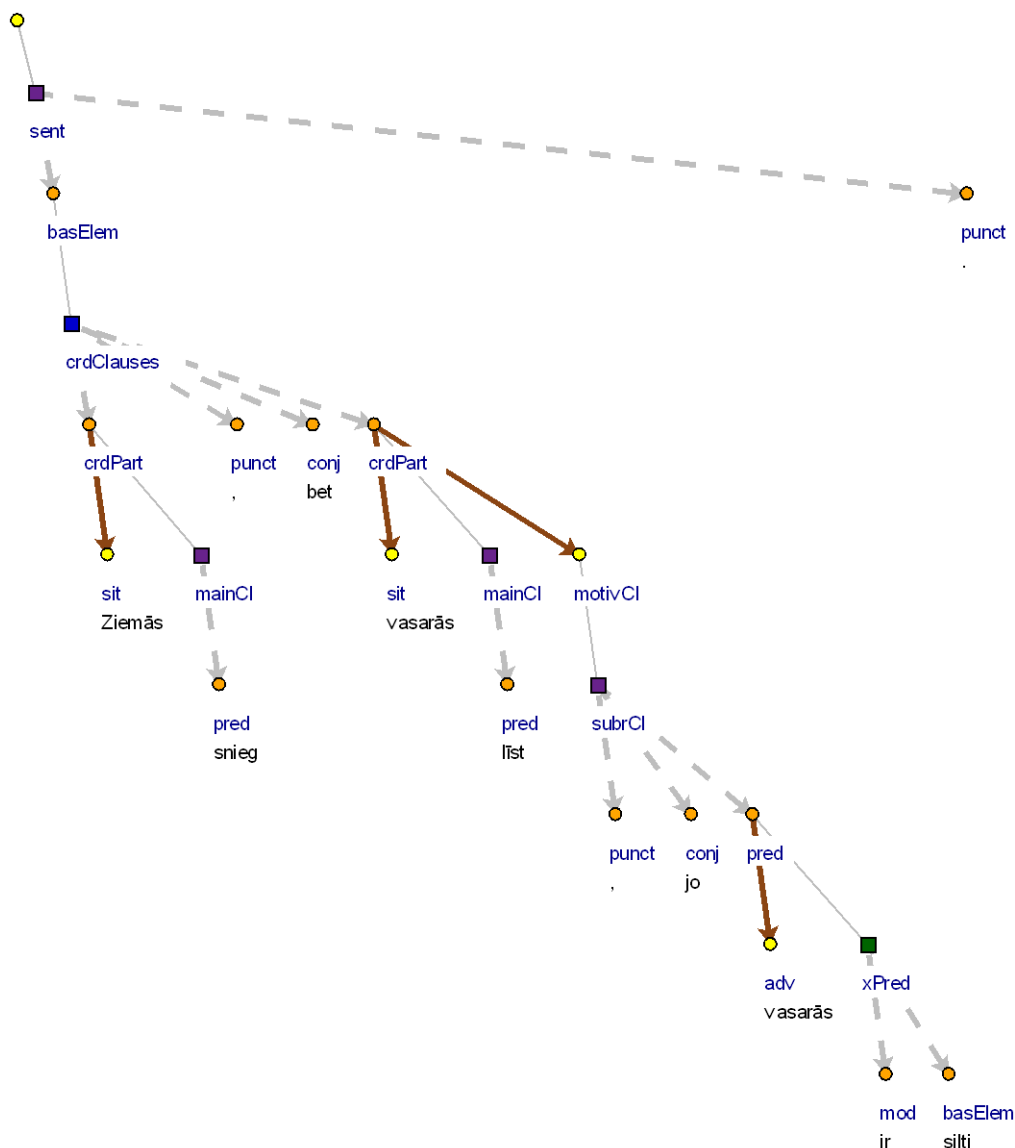 sent
basElem
punct
.
crdClauses
crdPart punct conj crdPart
, bet
sit mainCl sit mainCl motivCl
Ziemās vasarās
pred pred subrCl
snieg līst
punct conj pred
, jo
adv xPred
vasarās
mod basElem
ir silti